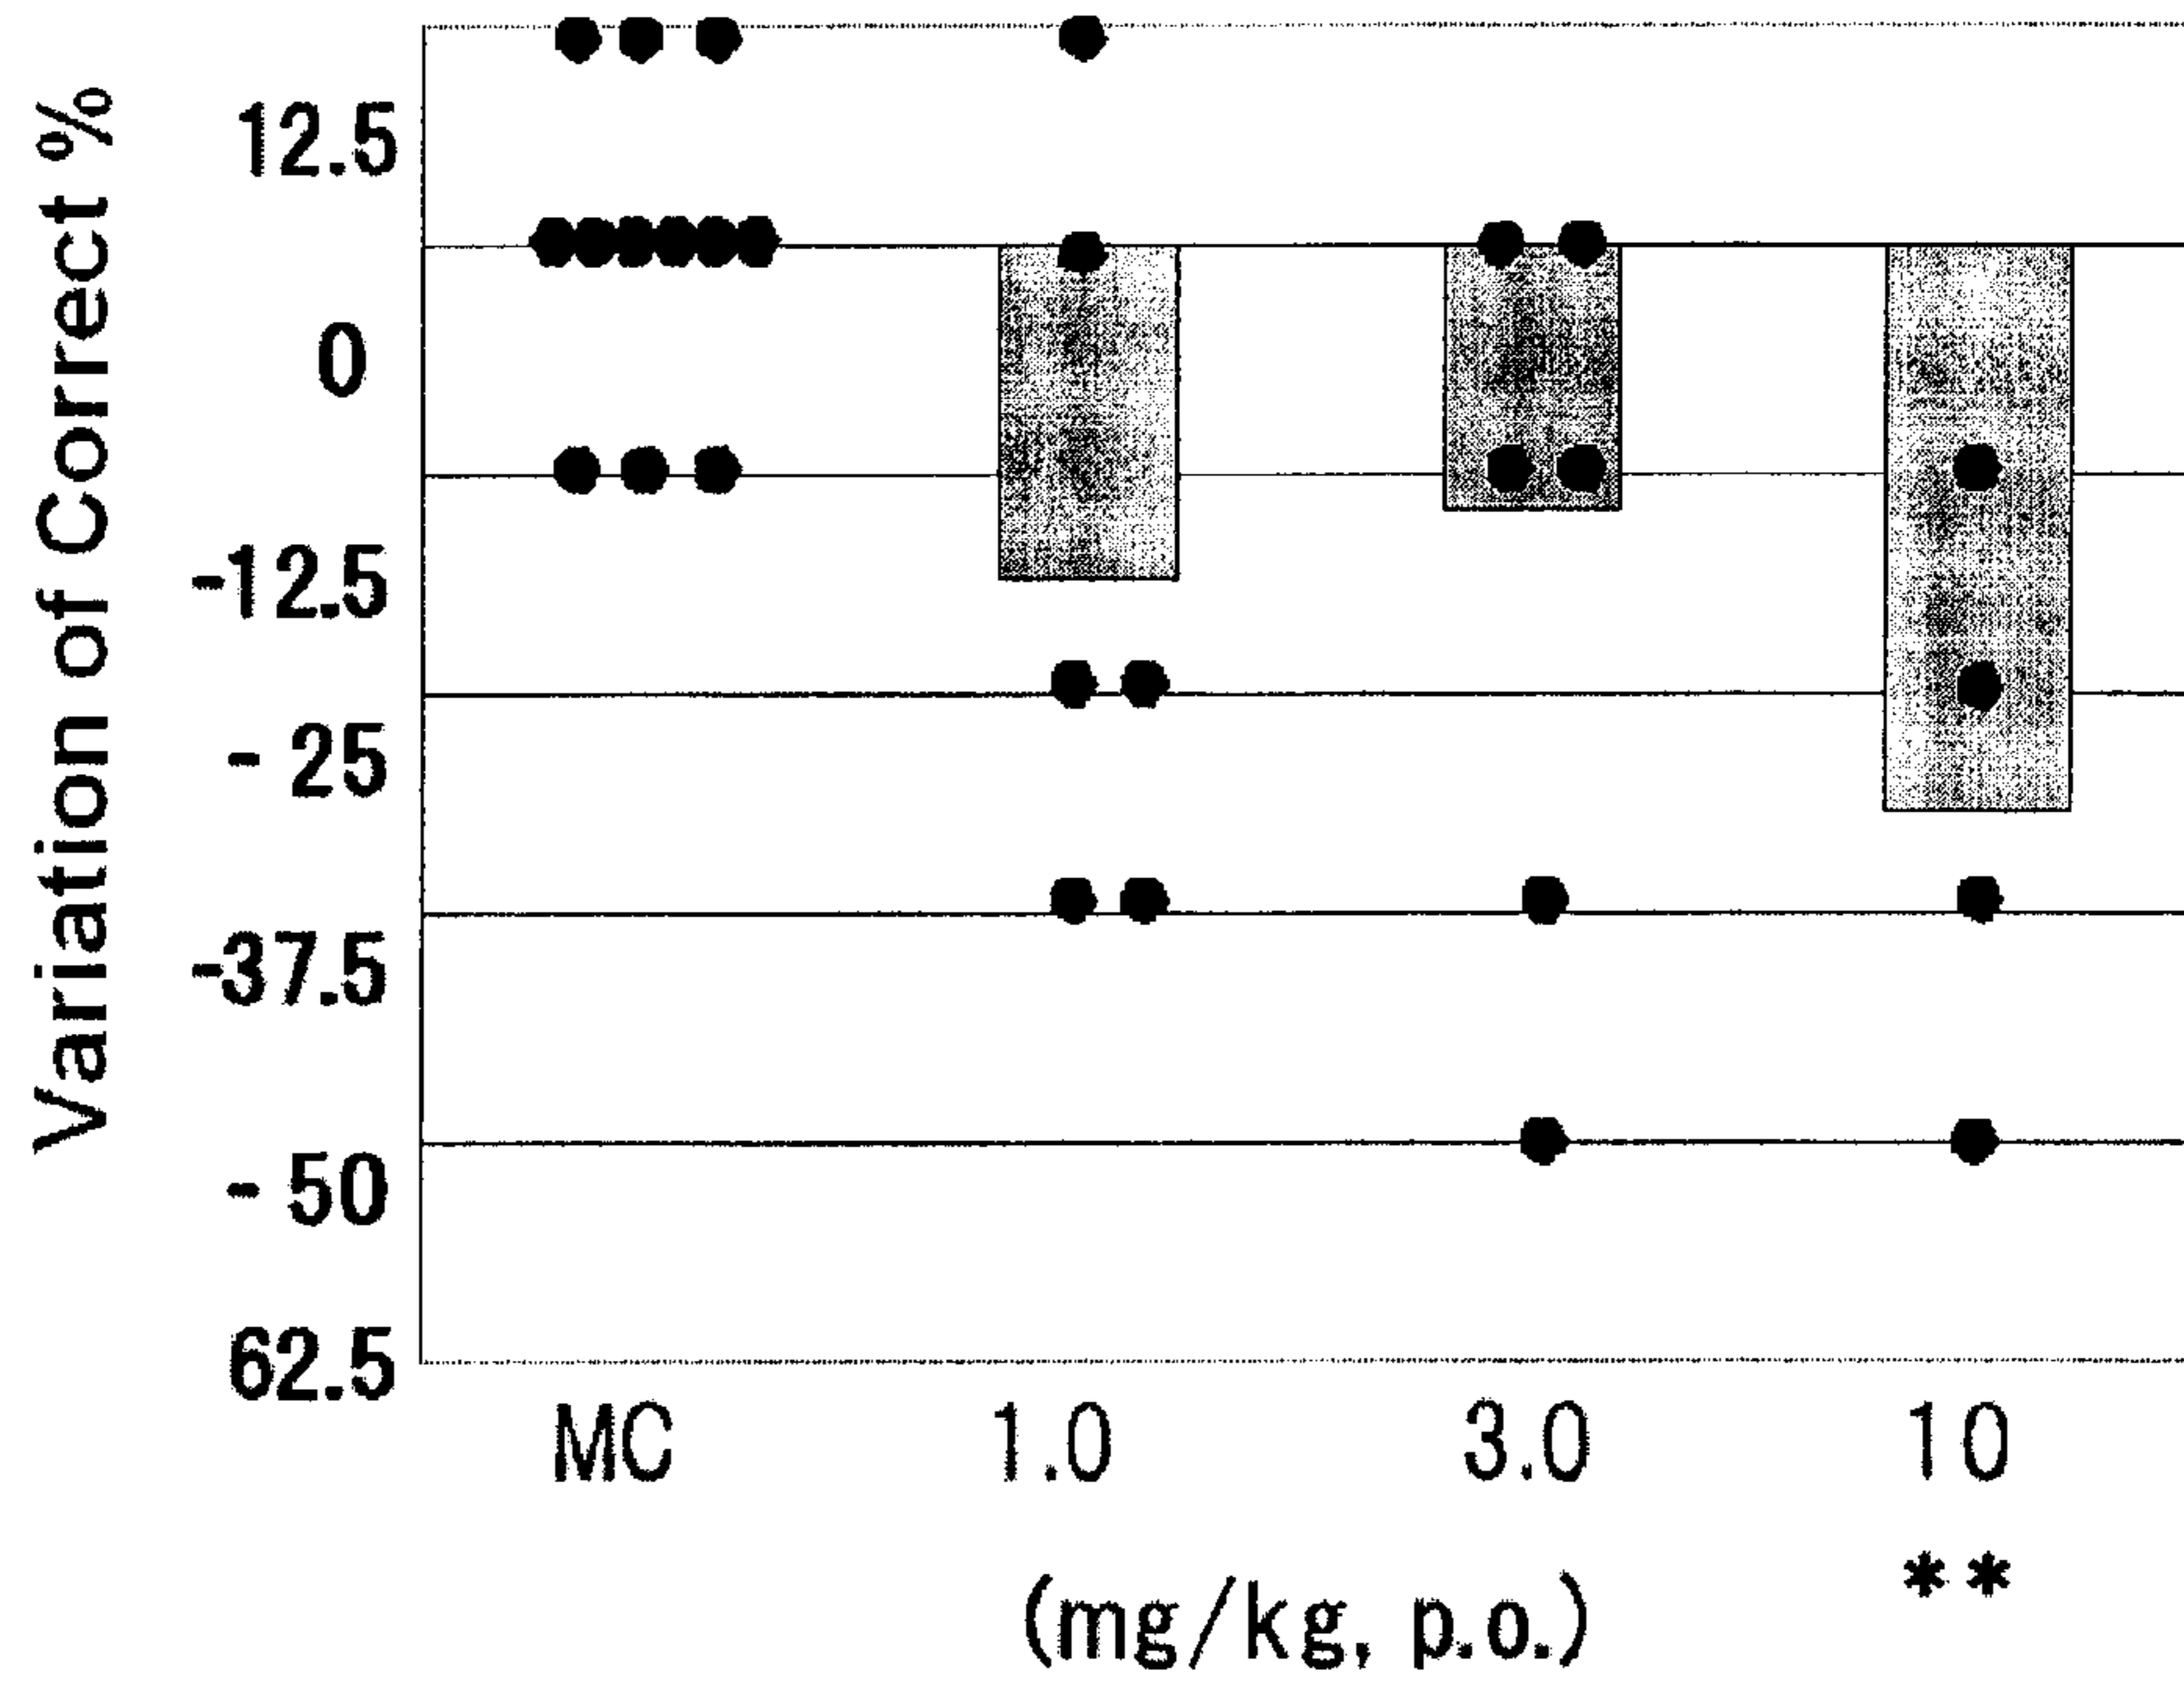 Variation of Correct %
12.5
0
-12.5
- 25
-37.5
- 50
62.5
MC 1.0 3.0 10
**
(mg/kg, p.o.)